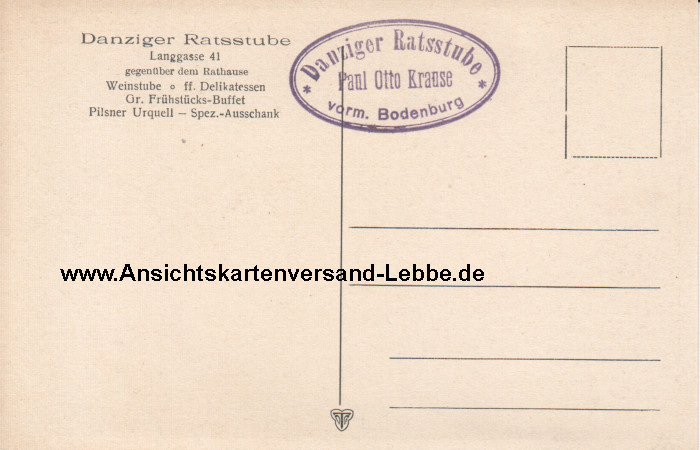 Danziger Ratsstube
Langgasse 41
gegenüber dem Rathause
Weinstube o ff. Delikatessen
Gr. Frühstücks-Buffet
Pilsner Urquell – Spez.-Ausschank
* Danziger Ratsstube *
Paul Otto Krause
vorm. Bodenburg
www.Ansichtskartenversand-Lebbe.de